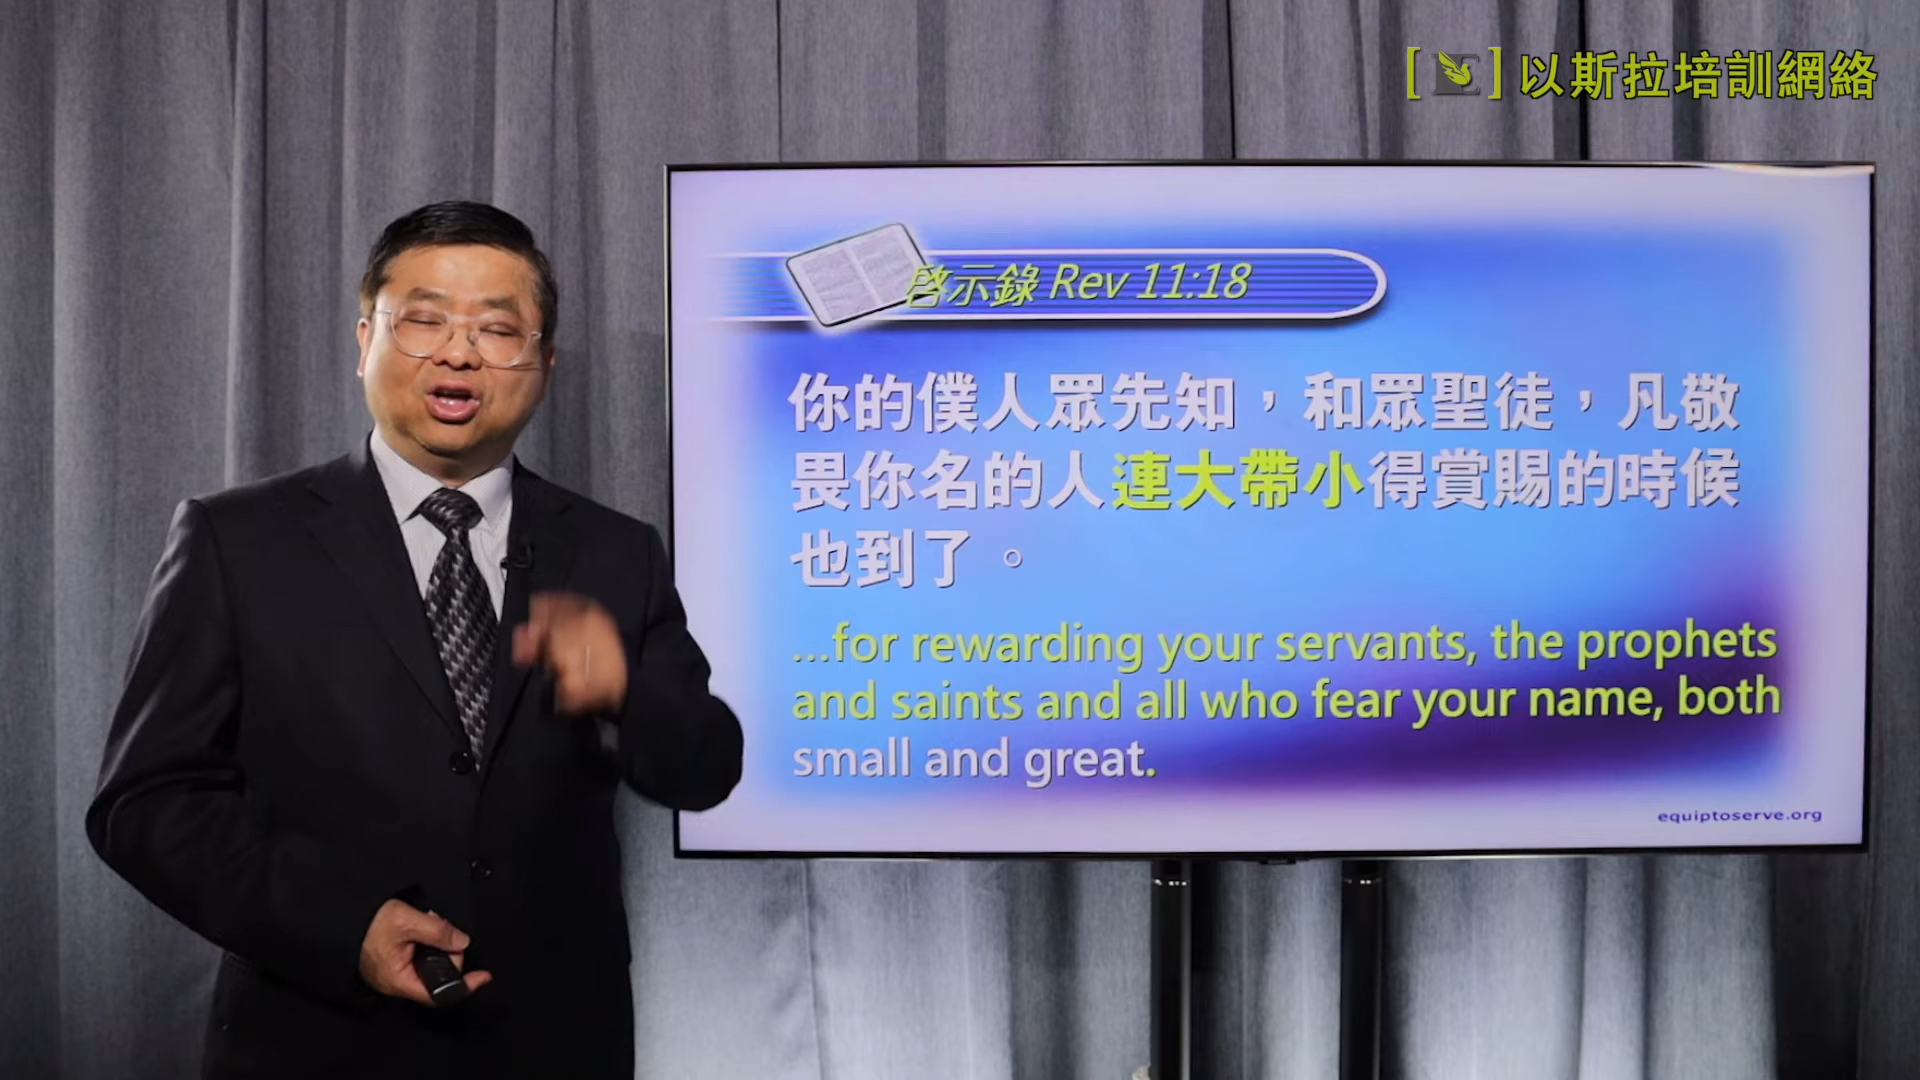 以斯拉培訓網絡
啓示錄 Rev 11:18
你的僕人眾先知，和眾聖徒，凡敬
畏你名的人連大帶小得賞賜的時候
也到了。
...for rewarding your servants, the prophets
and saints and all who fear your name, both
small and great.
equiptoserve.org